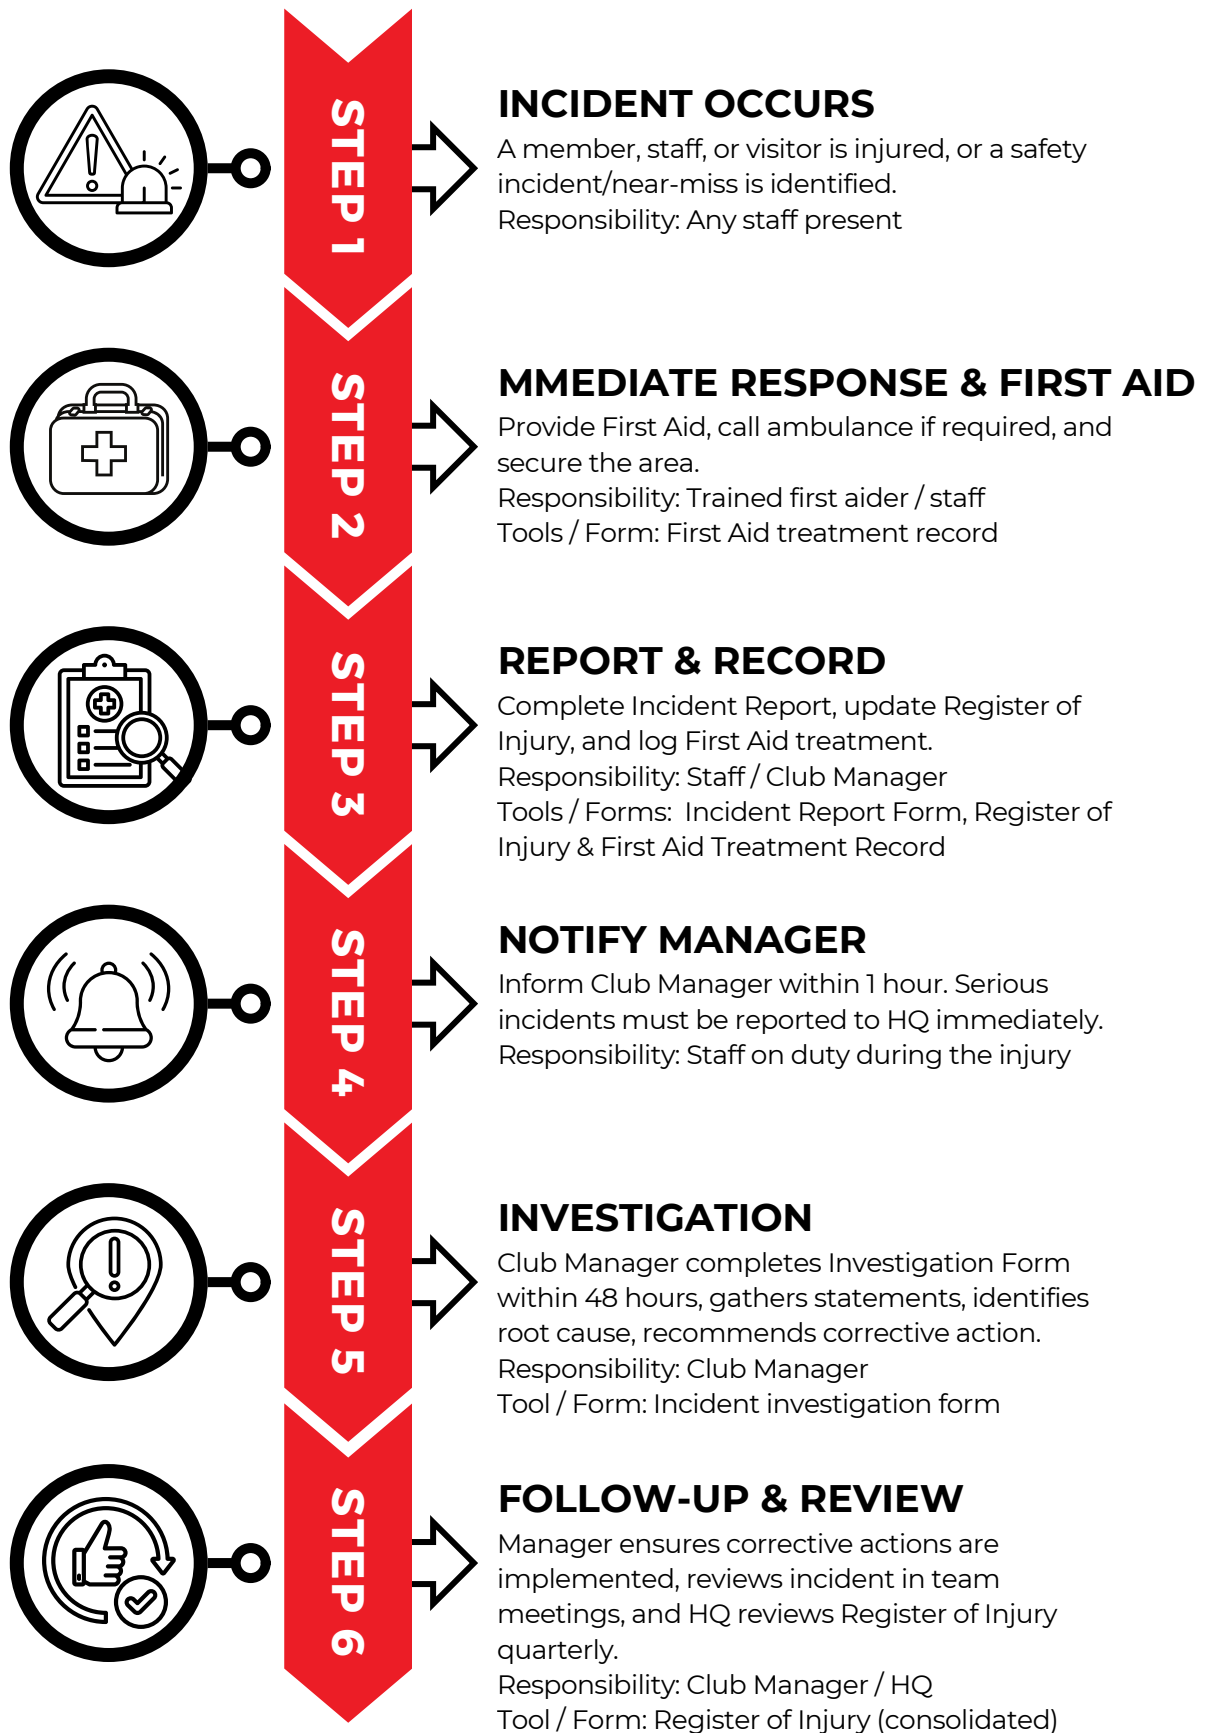 STEP 1
INCIDENT OCCURS
A member, staff, or visitor is injured, or a safety
incident/near-miss is identified.
Responsibility: Any staff present
STEP 2
MMEDIATE RESPONSE & FIRST AID
Provide First Aid, call ambulance if required, and
secure the area.
Responsibility: Trained first aider / staff
Tools / Form: First Aid treatment record
STEP 3
REPORT & RECORD
Complete Incident Report, update Register of
Injury, and log First Aid treatment.
Responsibility: Staff / Club Manager
Tools / Forms:  Incident Report Form, Register of
Injury & First Aid Treatment Record
STEP 4
NOTIFY MANAGER
Inform Club Manager within 1 hour. Serious
incidents must be reported to HQ immediately.
Responsibility: Staff on duty during the injury
STEP 5
INVESTIGATION
Club Manager completes Investigation Form
within 48 hours, gathers statements, identifies
root cause, recommends corrective action.
Responsibility: Club Manager
Tool / Form: Incident investigation form
STEP 6
FOLLOW-UP & REVIEW
Manager ensures corrective actions are
implemented, reviews incident in team
meetings, and HQ reviews Register of Injury
quarterly.
Responsibility: Club Manager / HQ
Tool / Form: Register of Injury (consolidated)